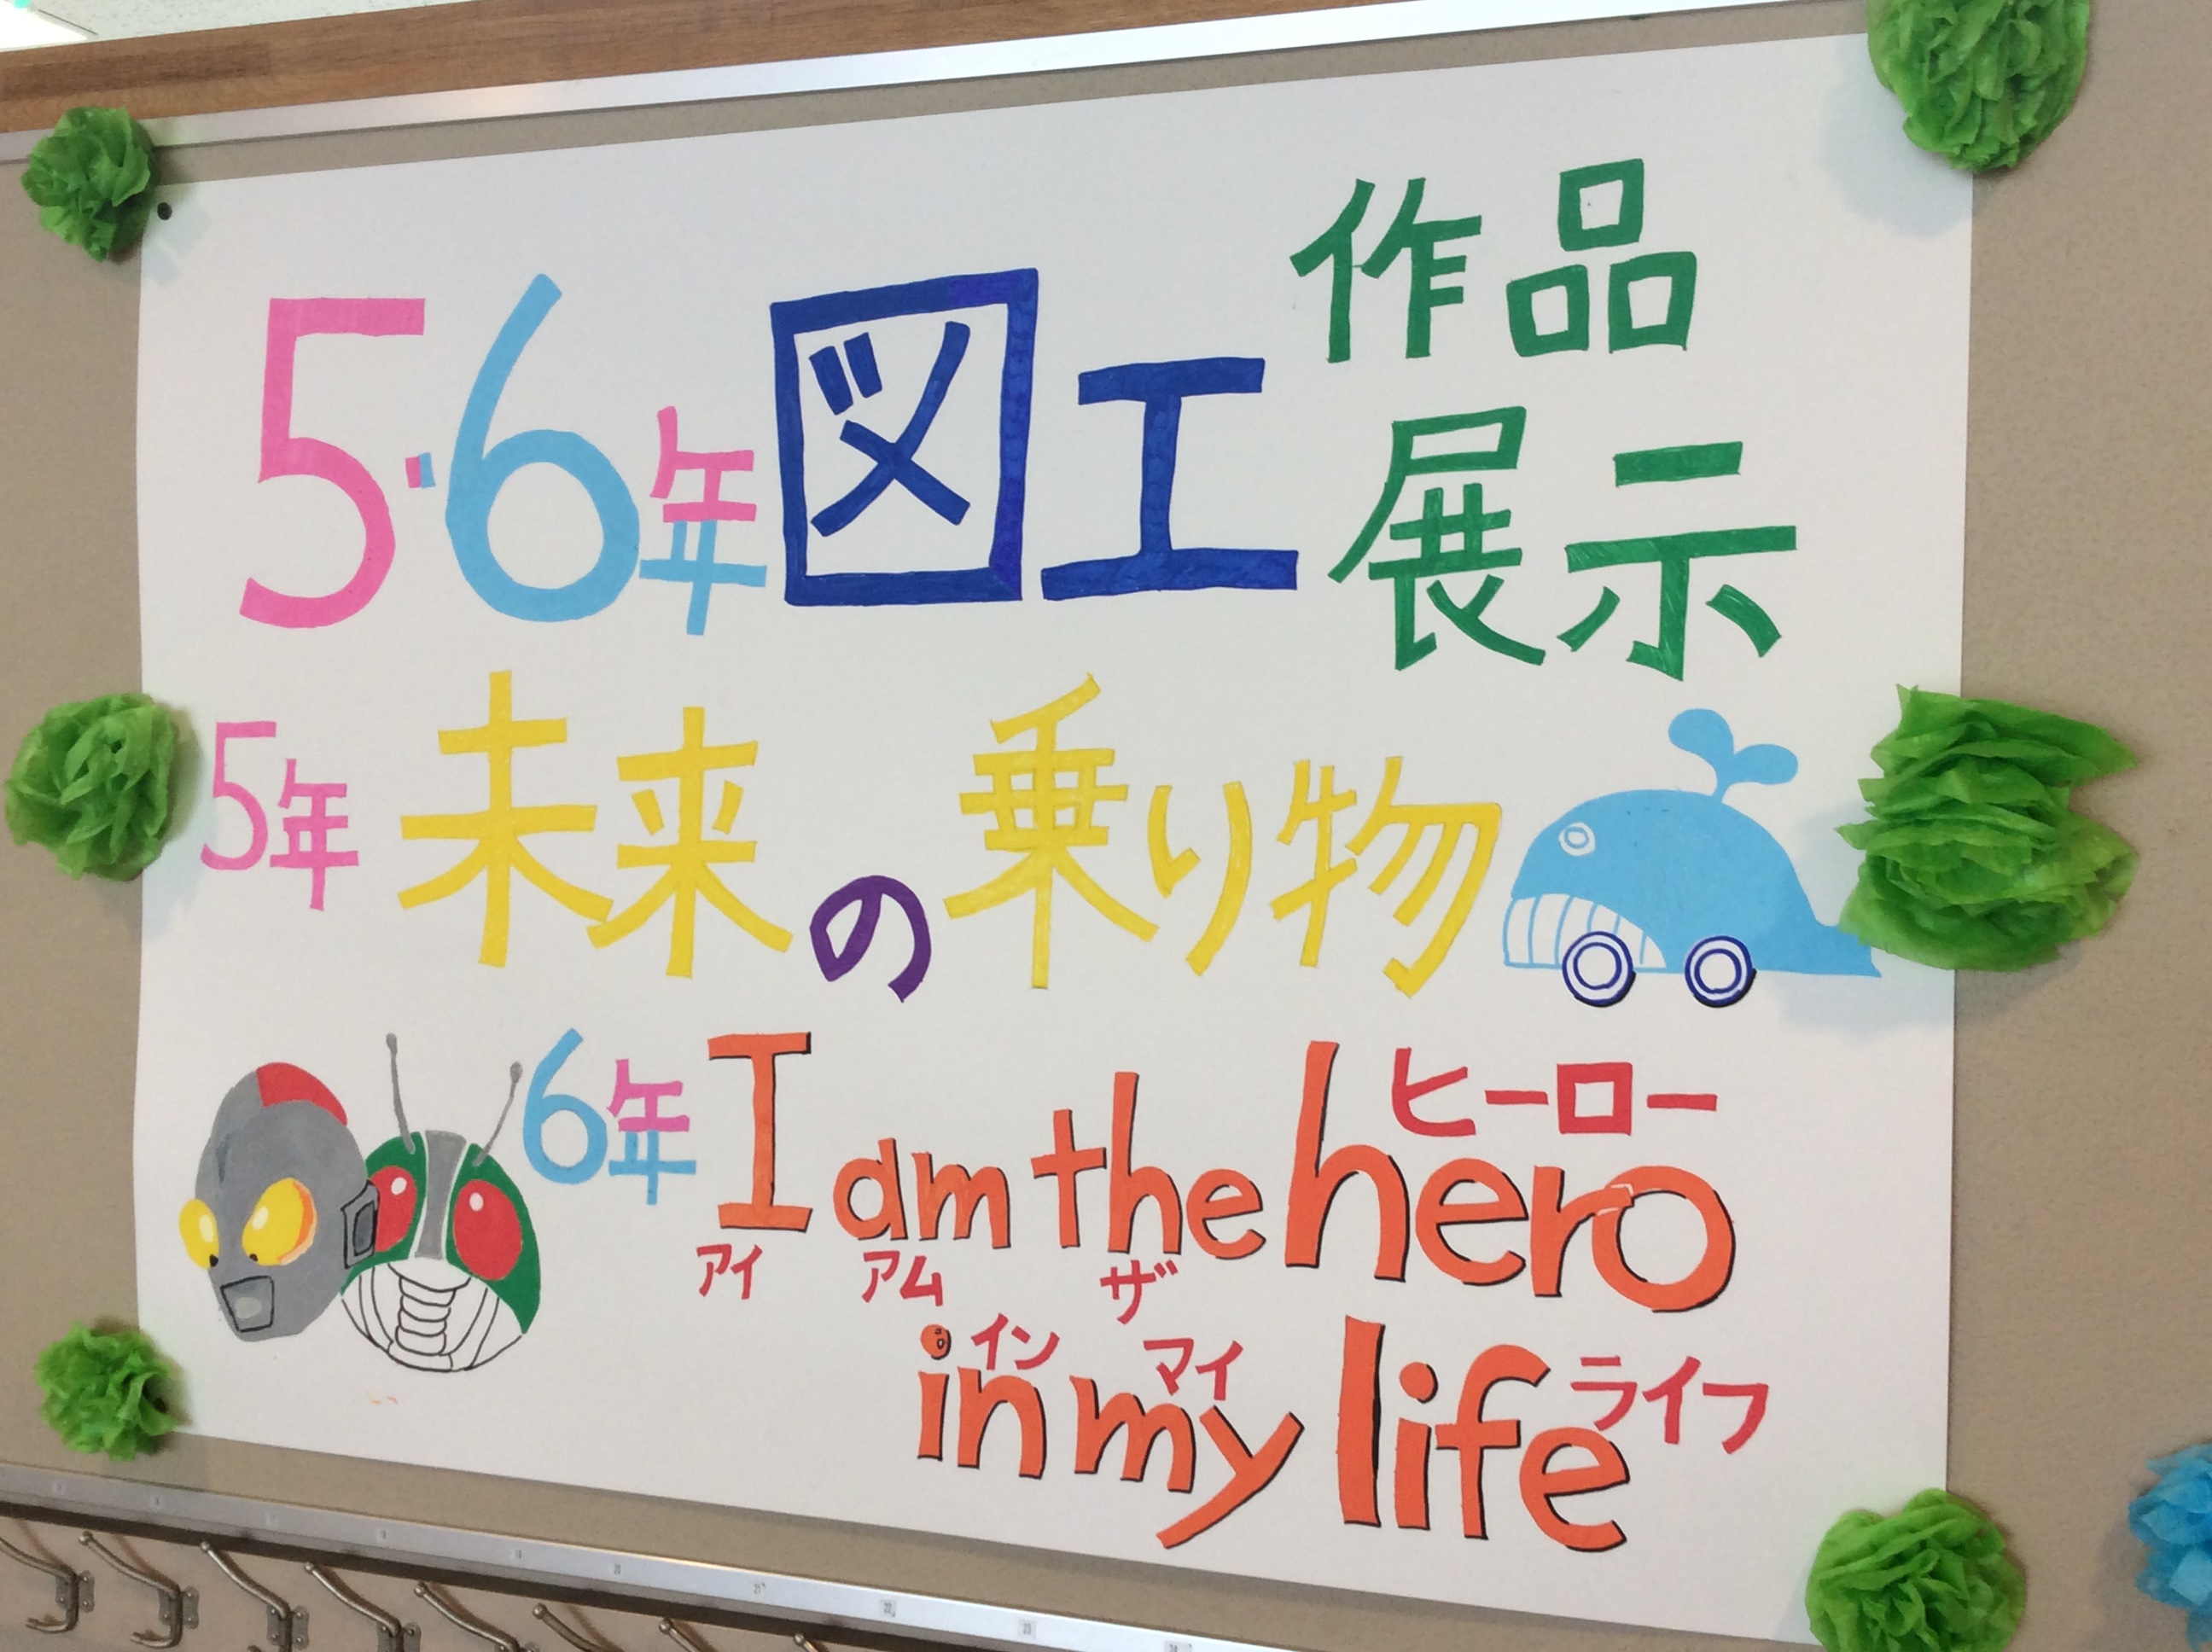 5・6年図工作品展示
5年未来の乗り物
6年 I am the hero ヒーロー
アイ アム ザ
イン マイ
in my life ライフ